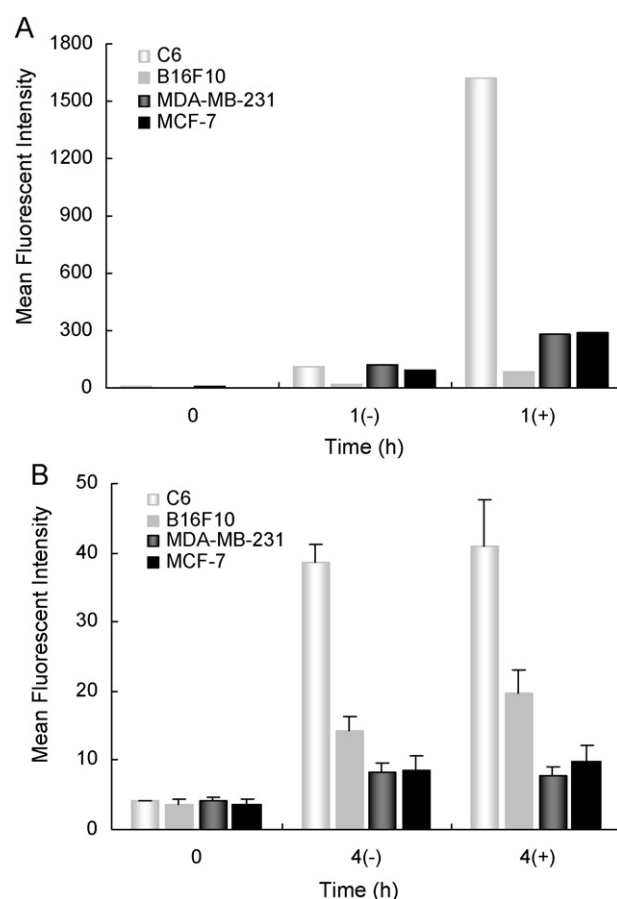 A
Mean Fluorescent Intensity
1800
1500
1200
900
600
300
0
C6
B16F10
MDA-MB-231
MCF-7
0
1(-)
1(+)
Time (h)
B
Mean Fluorescent Intensity
50
40
30
20
10
0
C6
B16F10
MDA-MB-231
MCF-7
0
4(-)
4(+)
Time (h)